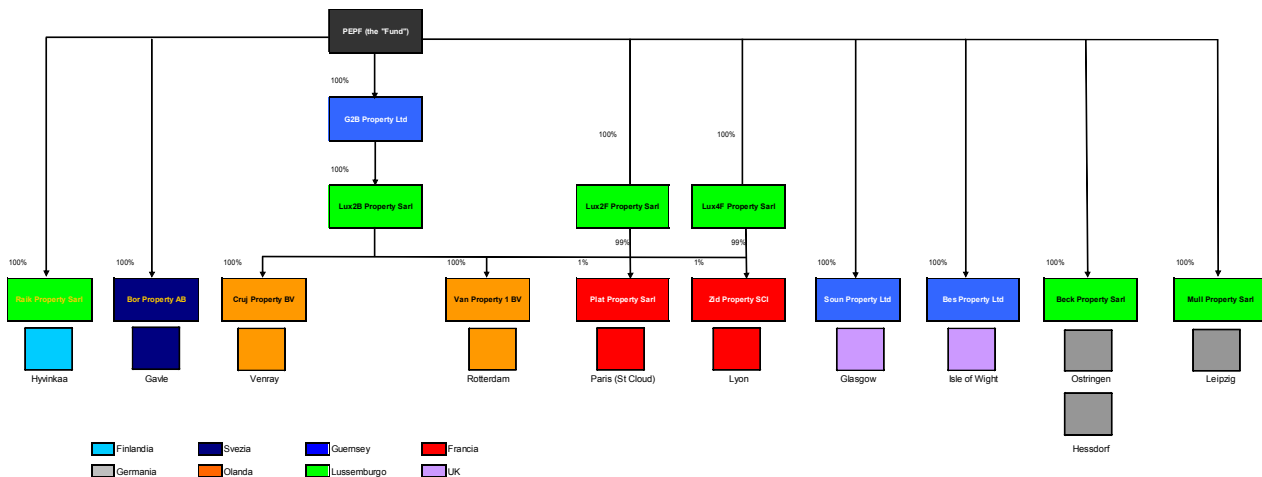 PEPF (the "Fund")
100%
G2B Property Ltd
100%
100%
100%
Lux2B Property Sarl
Lux2F Property Sarl
Lux4F Property Sarl
99%
99%
100%
100%
100%
100%
1%
1%
100%
100%
100%
100%
Paik Property Sarl
Bor Property AB
Cruj Property BV
Van Property 1 BV
Plat Property Sarl
Zid Property SCI
Soun Property Ltd
Bes Property Ltd
Beck Property Sarl
Mull Property Sarl
Hyvinkaa
Gavle
Venray
Rotterdam
Paris (St Cloud)
Lyon
Glasgow
Isle of Wight
Ostringen
Leipzig
Hessdorf
Finlandia
Svezia
Guernsey
Francia
Germania
Olanda
Lussemburgo
UK